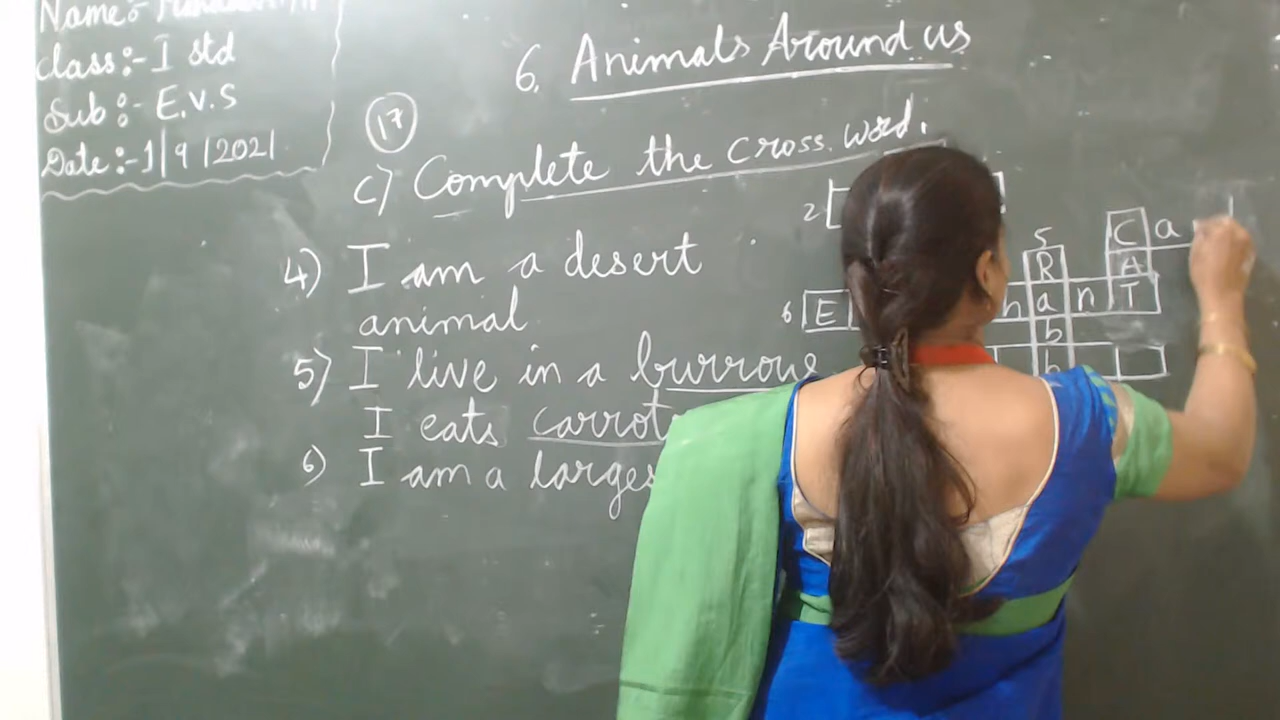 Name :-
Class :- I std
Sub :- E.V.S
Date :- 1/9/2021
6. Animals Around us
17
c) Complete the cross word.
4) I am a desert
animal
5) I live in a burrows
I eats carrot
6) I am a larges
2
5
C a
R A
6 E h a n T
b
b